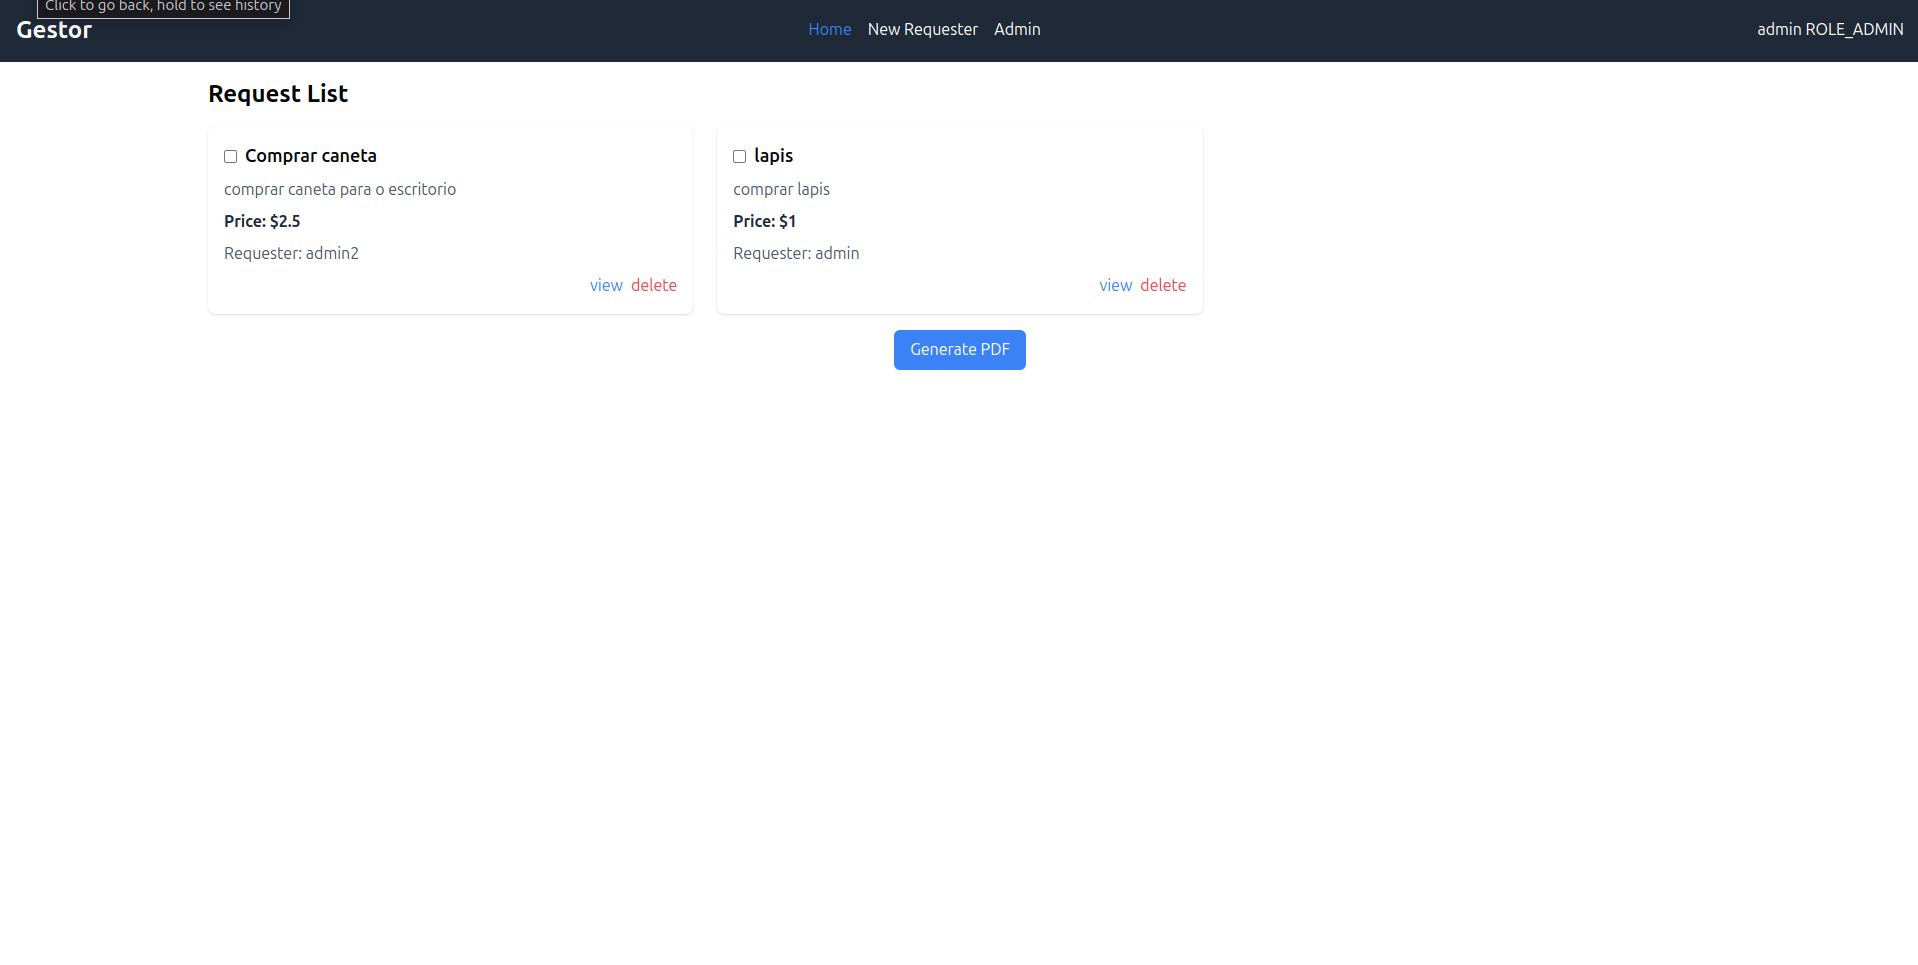 Click to go back, hold to see history
Gestor
Home New Requester Admin
admin ROLE_ADMIN
Request List
Comprar caneta
comprar caneta para o escritorio
Price: $2.5
Requester: admin2
view delete
lapis
comprar lapis
Price: $1
Requester: admin
view delete
Generate PDF